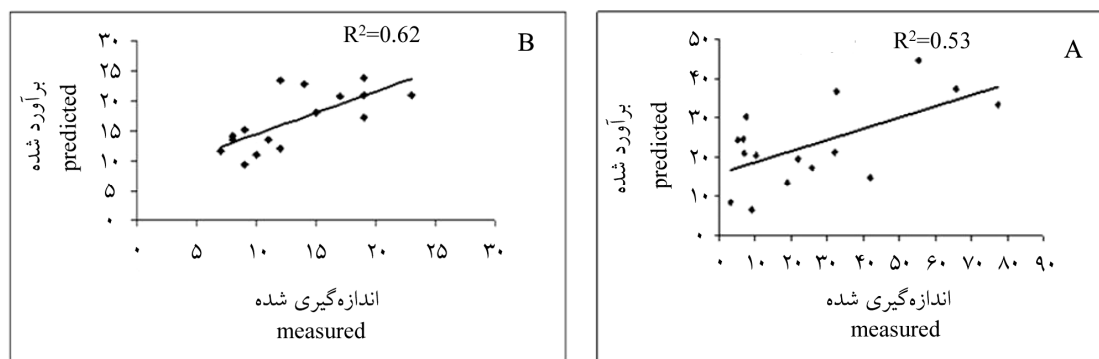 B
R²=0.62
۳۰
۲۵
۲۰
۱۵
۱۰
۵
۰
برآورد شده
predicted
۰ ۵ ۱۰ ۱۵ ۲۰ ۲۵ ۳۰
اندازه‌گیری شده
measured
A
R²=0.53
۵۰
۴۰
۳۰
۲۰
۱۰
۰
برآورد شده
predicted
۰ ۱۰ ۲۰ ۳۰ ۴۰ ۵۰ ۶۰ ۷۰ ۸۰ ۹۰
اندازه‌گیری شده
measured